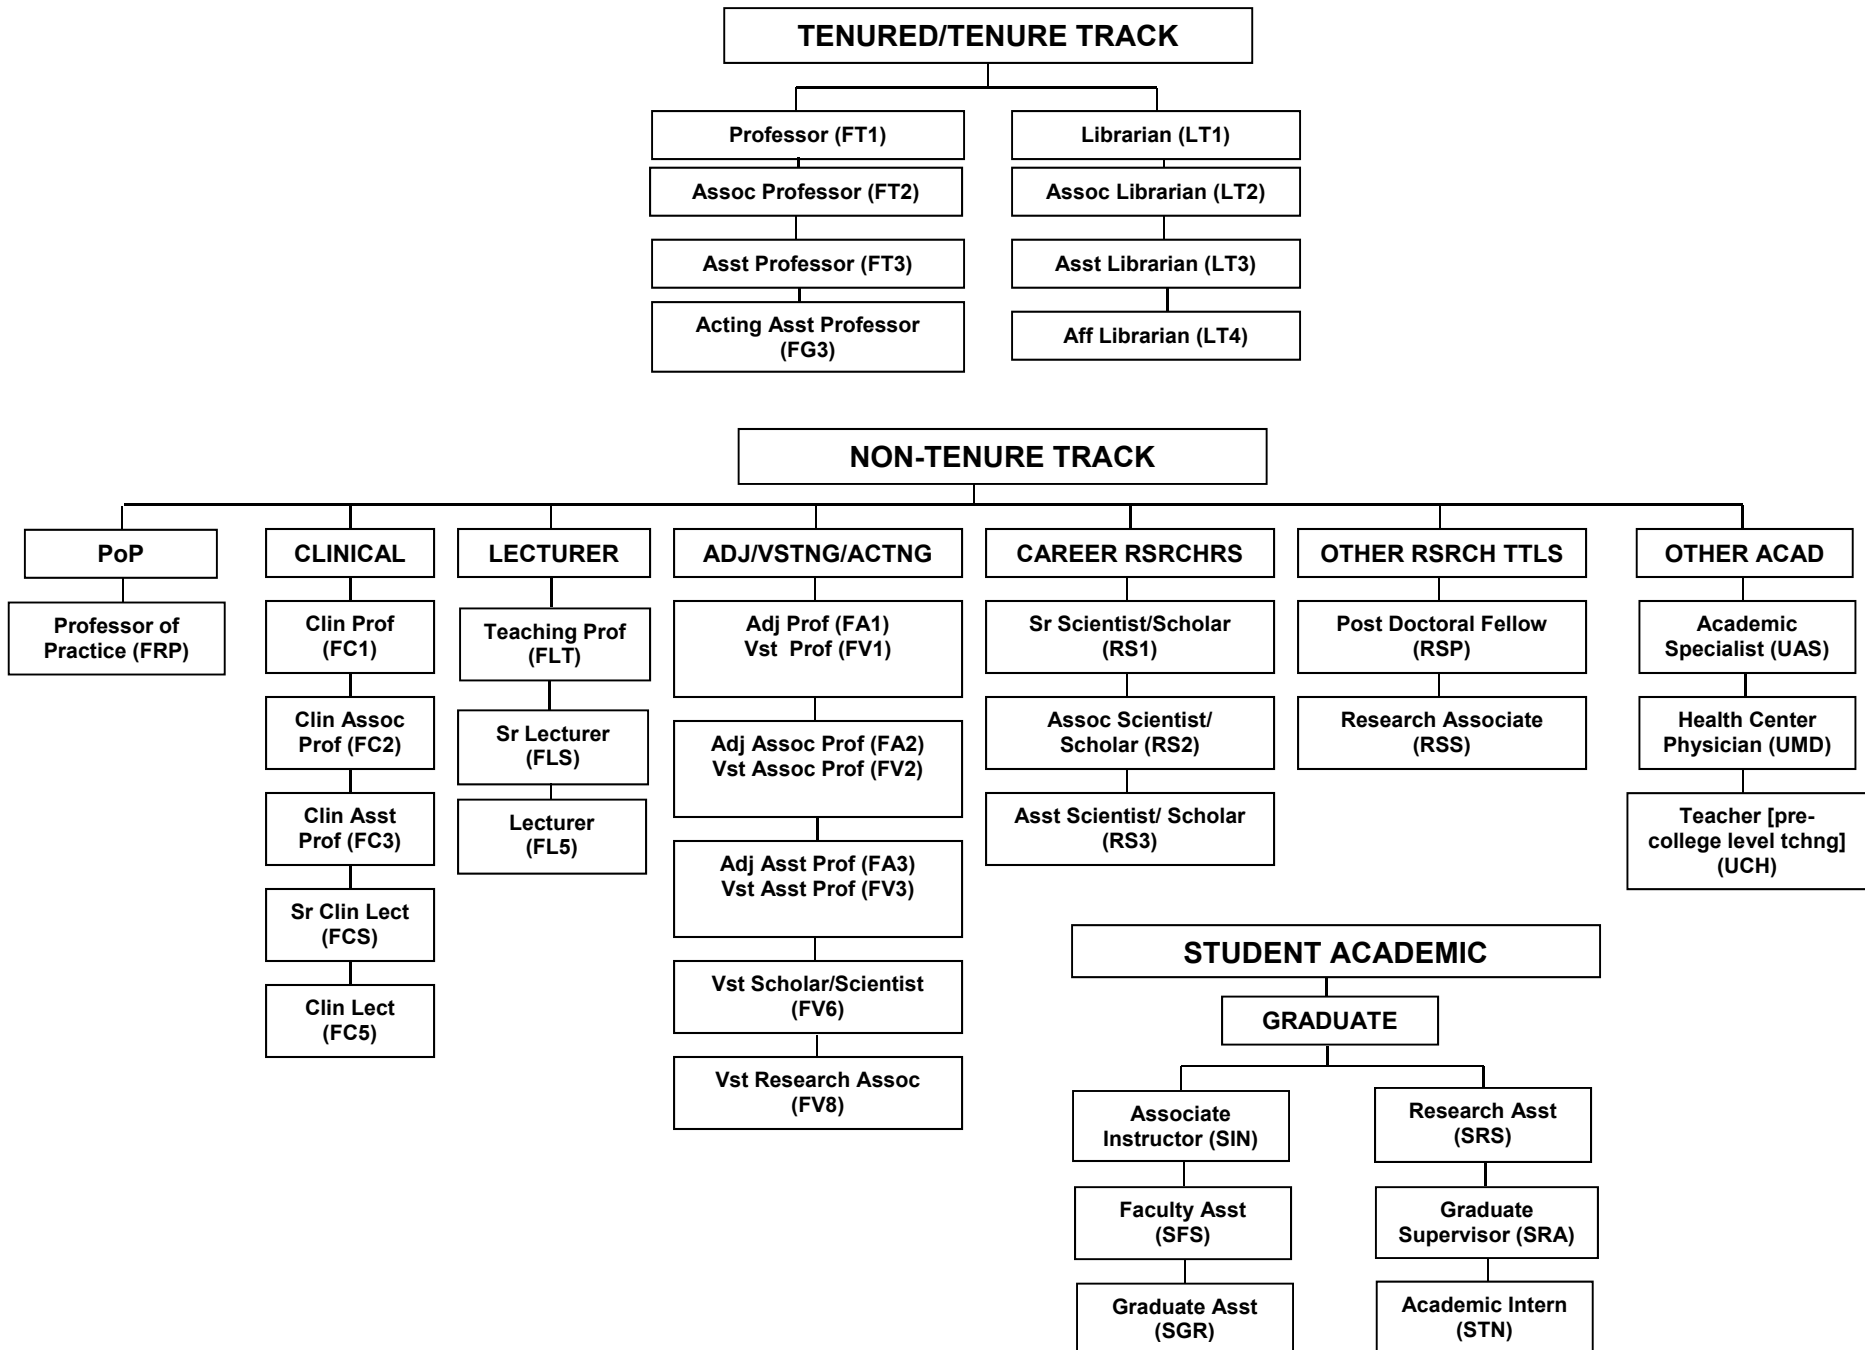 TENURED/TENURE TRACK
Professor (FT1)
Assoc Professor (FT2)
Asst Professor (FT3)
Acting Asst Professor
(FG3)
Librarian (LT1)
Assoc Librarian (LT2)
Asst Librarian (LT3)
Aff Librarian (LT4)
NON-TENURE TRACK
PoP
Professor of
Practice (FRP)
CLINICAL
Clin Prof
(FC1)
Clin Assoc
Prof (FC2)
Clin Asst
Prof (FC3)
Sr Clin Lect
(FCS)
Clin Lect
(FC5)
LECTURER
Teaching Prof
(FLT)
Sr Lecturer
(FLS)
Lecturer
(FL5)
ADJ/VSTNG/ACTNG
Adj Prof (FA1)
Vst Prof (FV1)
Adj Assoc Prof (FA2)
Vst Assoc Prof (FV2)
Adj Asst Prof (FA3)
Vst Asst Prof (FV3)
Vst Scholar/Scientist
(FV6)
Vst Research Assoc
(FV8)
CAREER RSRCHRS
Sr Scientist/Scholar
(RS1)
Assoc Scientist/
Scholar (RS2)
Asst Scientist/ Scholar
(RS3)
OTHER RSRCH TTLS
Post Doctoral Fellow
(RSP)
Research Associate
(RSS)
OTHER ACAD
Academic
Specialist (UAS)
Health Center
Physician (UMD)
Teacher [pre-
college level tchng]
(UCH)
STUDENT ACADEMIC
GRADUATE
Associate
Instructor (SIN)
Faculty Asst
(SFS)
Graduate Asst
(SGR)
Research Asst
(SRS)
Graduate
Supervisor (SRA)
Academic Intern
(STN)